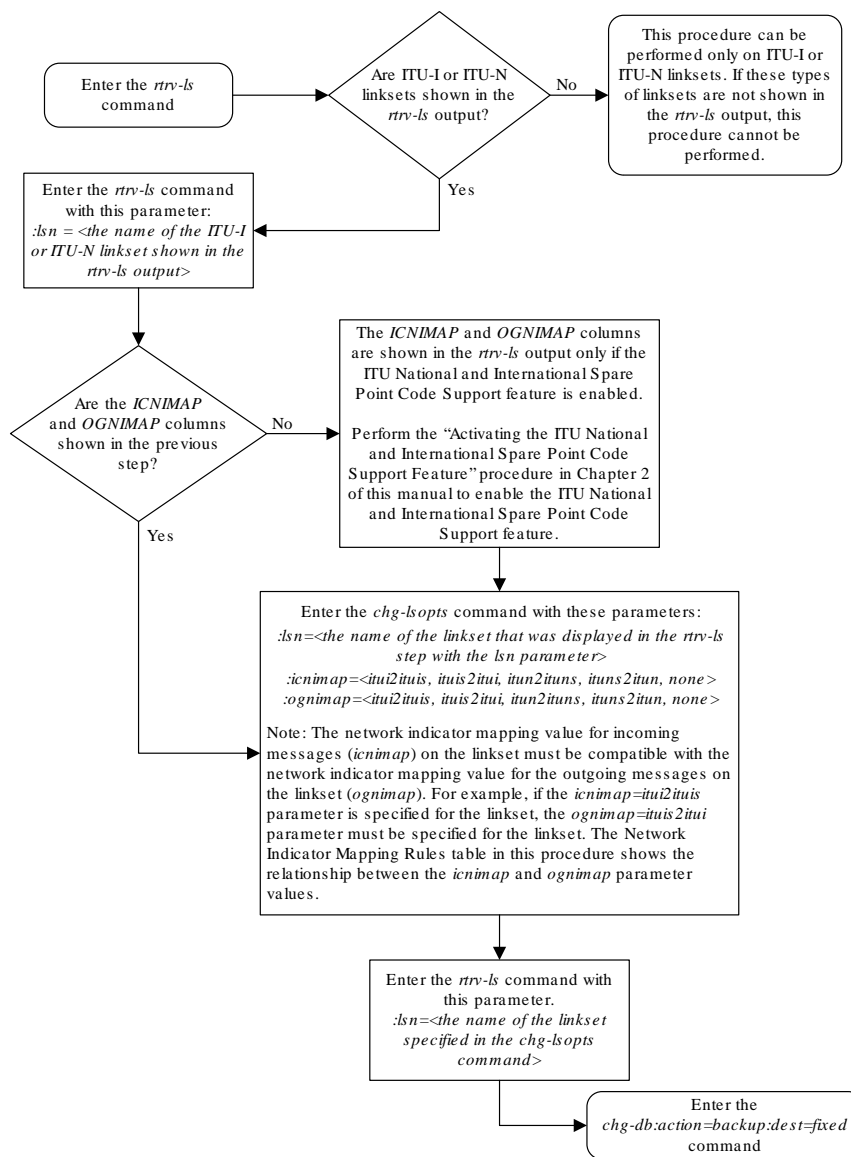 Enter the rtrv-ls
command
Are ITU-I or ITU-N
linksets shown in the
rtrv-ls output?
No
This procedure can be
performed only on ITU-I or
ITU-N linksets. If these types
of linksets are not shown in
the rtrv-ls output, this
procedure cannot be
performed.
Yes
Enter the rtrv-ls command
with this parameter:
:lsn = <the name of the ITU-I
or ITU-N linkset shown in the
rtrv-ls output>
Are the ICNIMAP
and OGNIMAP columns
shown in the previous
step?
No
The ICNIMAP and OGNIMAP columns
are shown in the rtrv-ls output only if the
ITU National and International Spare
Point Code Support feature is enabled.
Perform the “Activating the ITU National
and International Spare Point Code
Support Feature” procedure in Chapter 2
of this manual to enable the ITU National
and International Spare Point Code
Support feature.
Yes
Enter the chg-lsopts command with these parameters:
:lsn=<the name of the linkset that was displayed in the rtrv-ls
step with the lsn parameter>
:icnimap=<itui2ituis, ituis2itui, itun2ituns, ituns2itun, none>
:ognimap=<itui2ituis, ituis2itui, itun2ituns, ituns2itun, none>
Note: The network indicator mapping value for incoming
messages (icnimap) on the linkset must be compatible with the
network indicator mapping value for the outgoing messages on
the linkset (ognimap). For example, if the icnimap=itui2ituis
parameter is specified for the linkset, the ognimap=ituis2itui
parameter must be specified for the linkset. The Network
Indicator Mapping Rules table in this procedure shows the
relationship between the icnimap and ognimap parameter
values.
Enter the rtrv-ls command with
this parameter.
:lsn=<the name of the linkset
specified in the chg-lsopts
command>
Enter the
chg-db:action=backup:dest=fixed
command